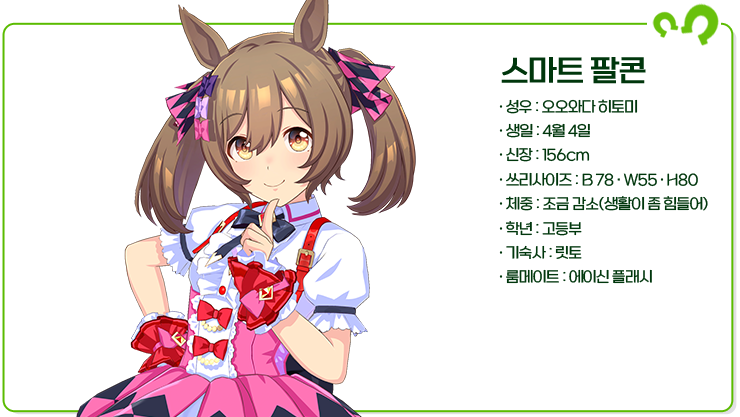 스마트 팔콘
· 성우 : 오오와다 히토미
· 생일 : 4월 4일
· 신장 : 156cm
· 쓰리사이즈 : B 78 · W55 · H80
· 체중 : 조금 감소(생활이 좀 힘들어)
· 학년 : 고등부
· 기숙사 : 릿토
· 룸메이트 : 에이신 플래시